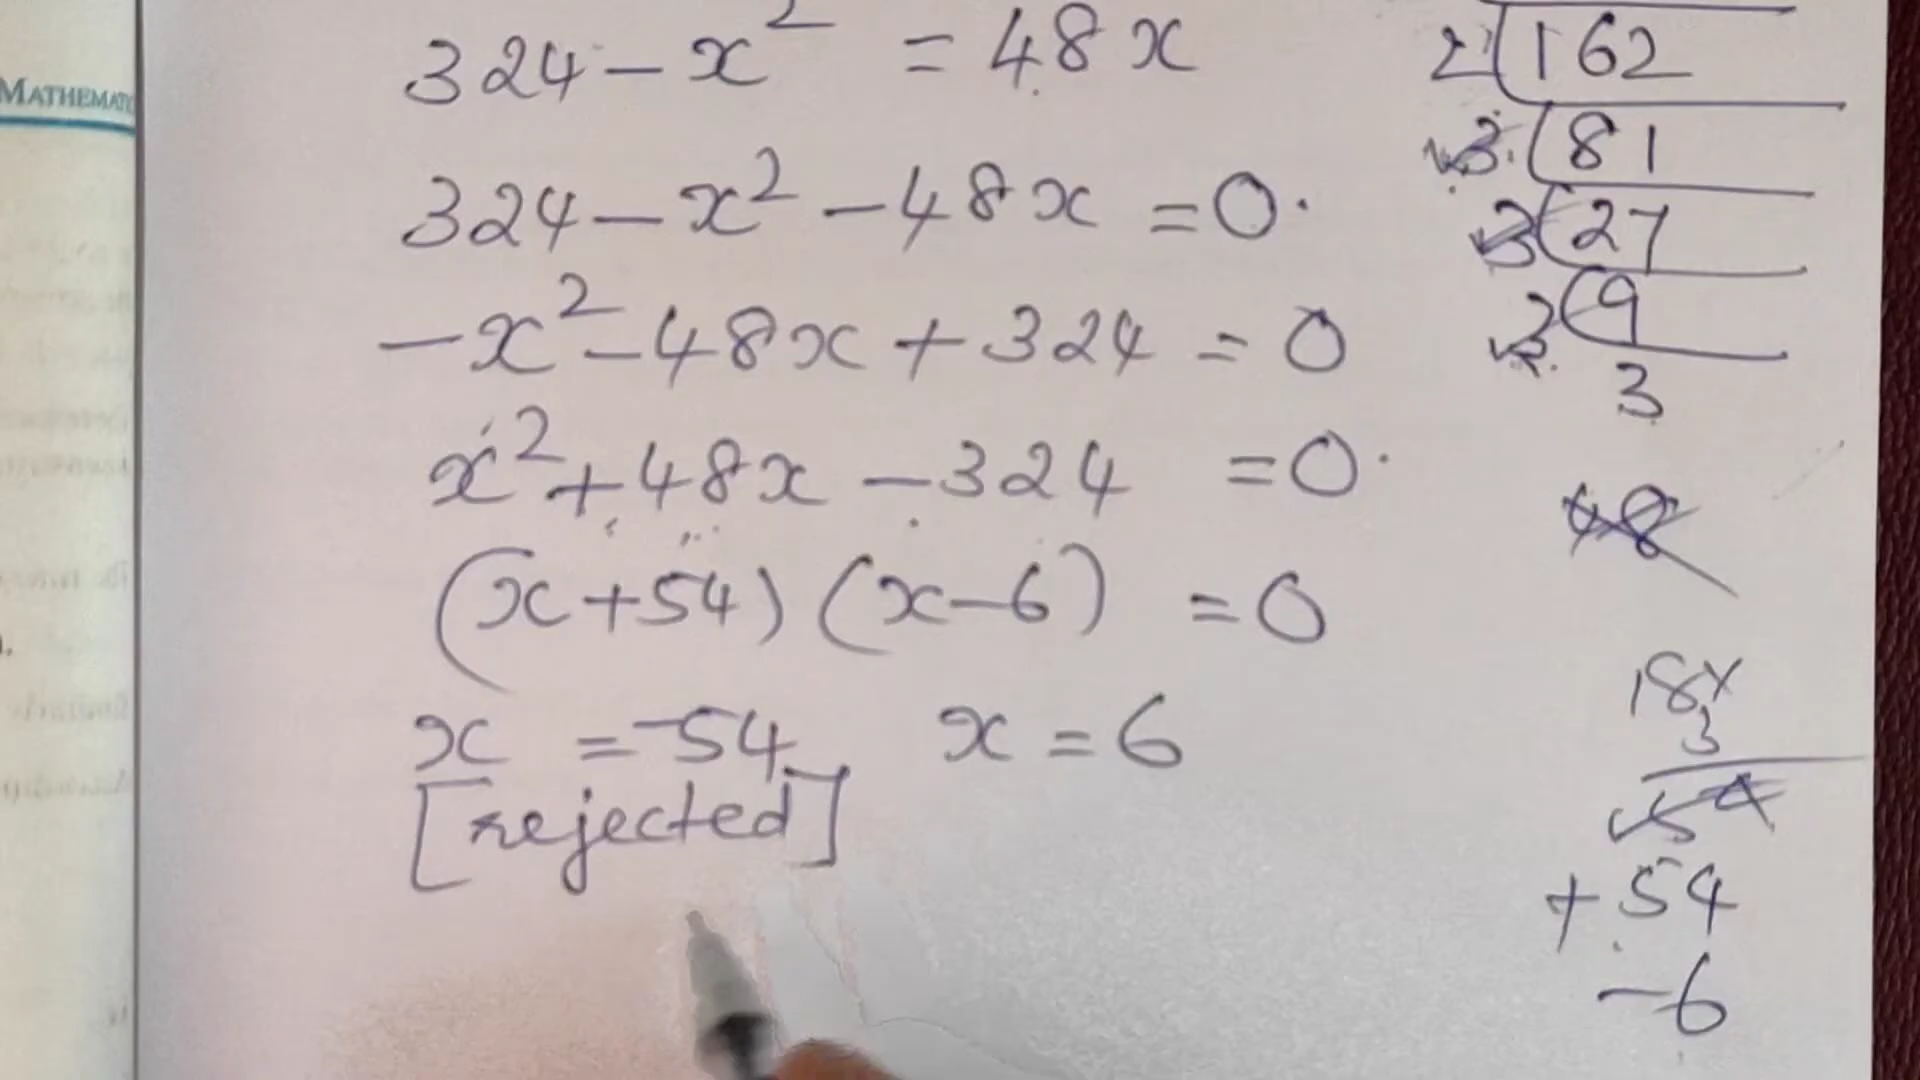 MATHEMAT
324 - x² = 48x
324 - x² - 48x = 0.
-x² - 48x + 324 = 0
x² + 48x - 324 = 0.
(x + 54) (x - 6) = 0
x = -54, x = 6
[rejected]
2 162
3 81
3 27
3 9
3
48
18 ×
3
54
+ 54
- 6